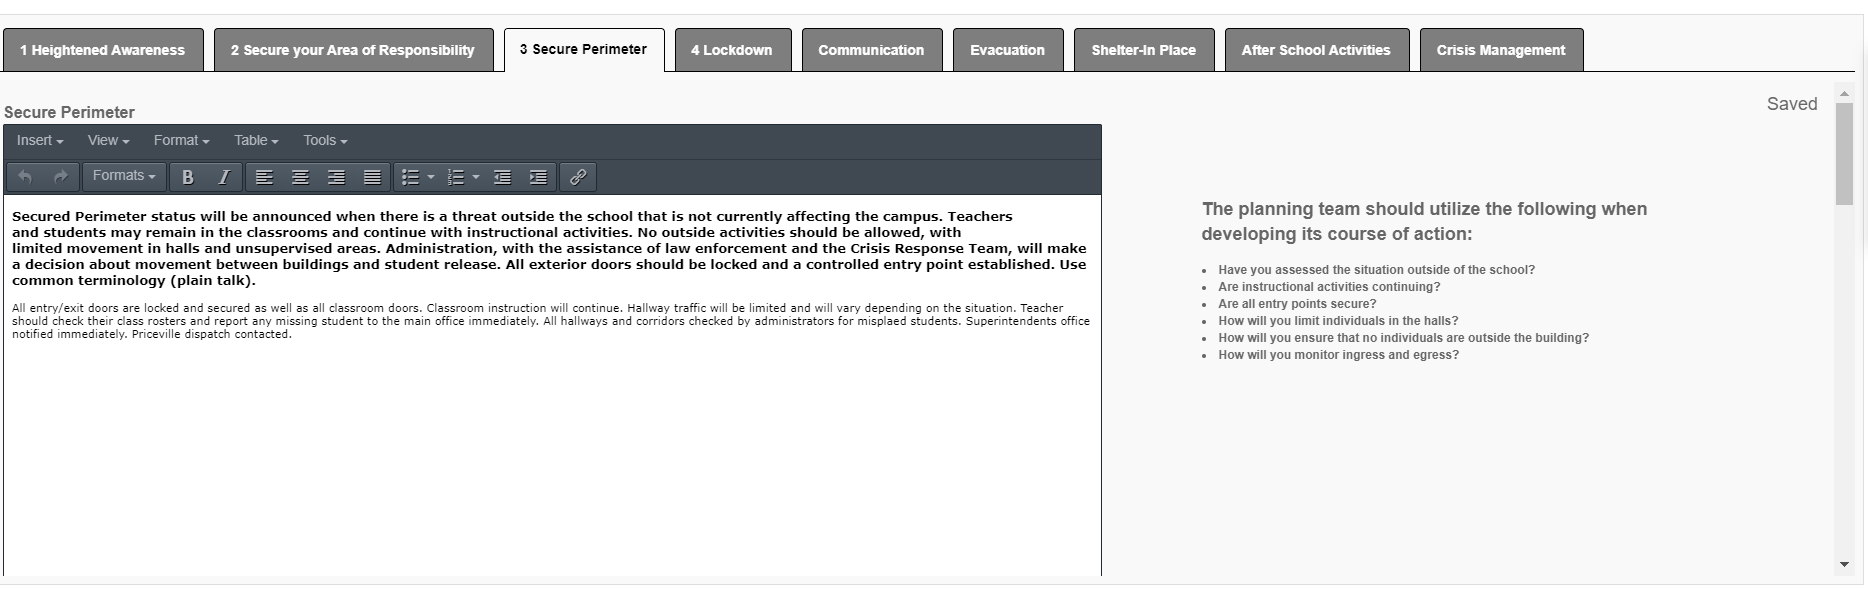 1 Heightened Awareness
2 Secure your Area of Responsibility
3 Secure Perimeter
4 Lockdown
Communication
Evacuation
Shelter-In Place
After School Activities
Crisis Management
Saved
Secure Perimeter
Insert View Format Table Tools
Formats B I
Secured Perimeter status will be announced when there is a threat outside the school that is not currently affecting the campus. Teachers
and students may remain in the classrooms and continue with instructional activities. No outside activities should be allowed, with
limited movement in halls and unsupervised areas. Administration, with the assistance of law enforcement and the Crisis Response Team, will make
a decision about movement between buildings and student release. All exterior doors should be locked and a controlled entry point established. Use
common terminology (plain talk).
All entry/exit doors are locked and secured as well as all classroom doors. Classroom instruction will continue. Hallway traffic will be limited and will vary depending on the situation. Teacher
should check their class rosters and report any missing student to the main office immediately. All hallways and corridors checked by administrators for misplaed students. Superintendents office
notified immediately. Priceville dispatch contacted.
The planning team should utilize the following when
developing its course of action:
• Have you assessed the situation outside of the school?
• Are instructional activities continuing?
• Are all entry points secure?
• How will you limit individuals in the halls?
• How will you ensure that no individuals are outside the building?
• How will you monitor ingress and egress?